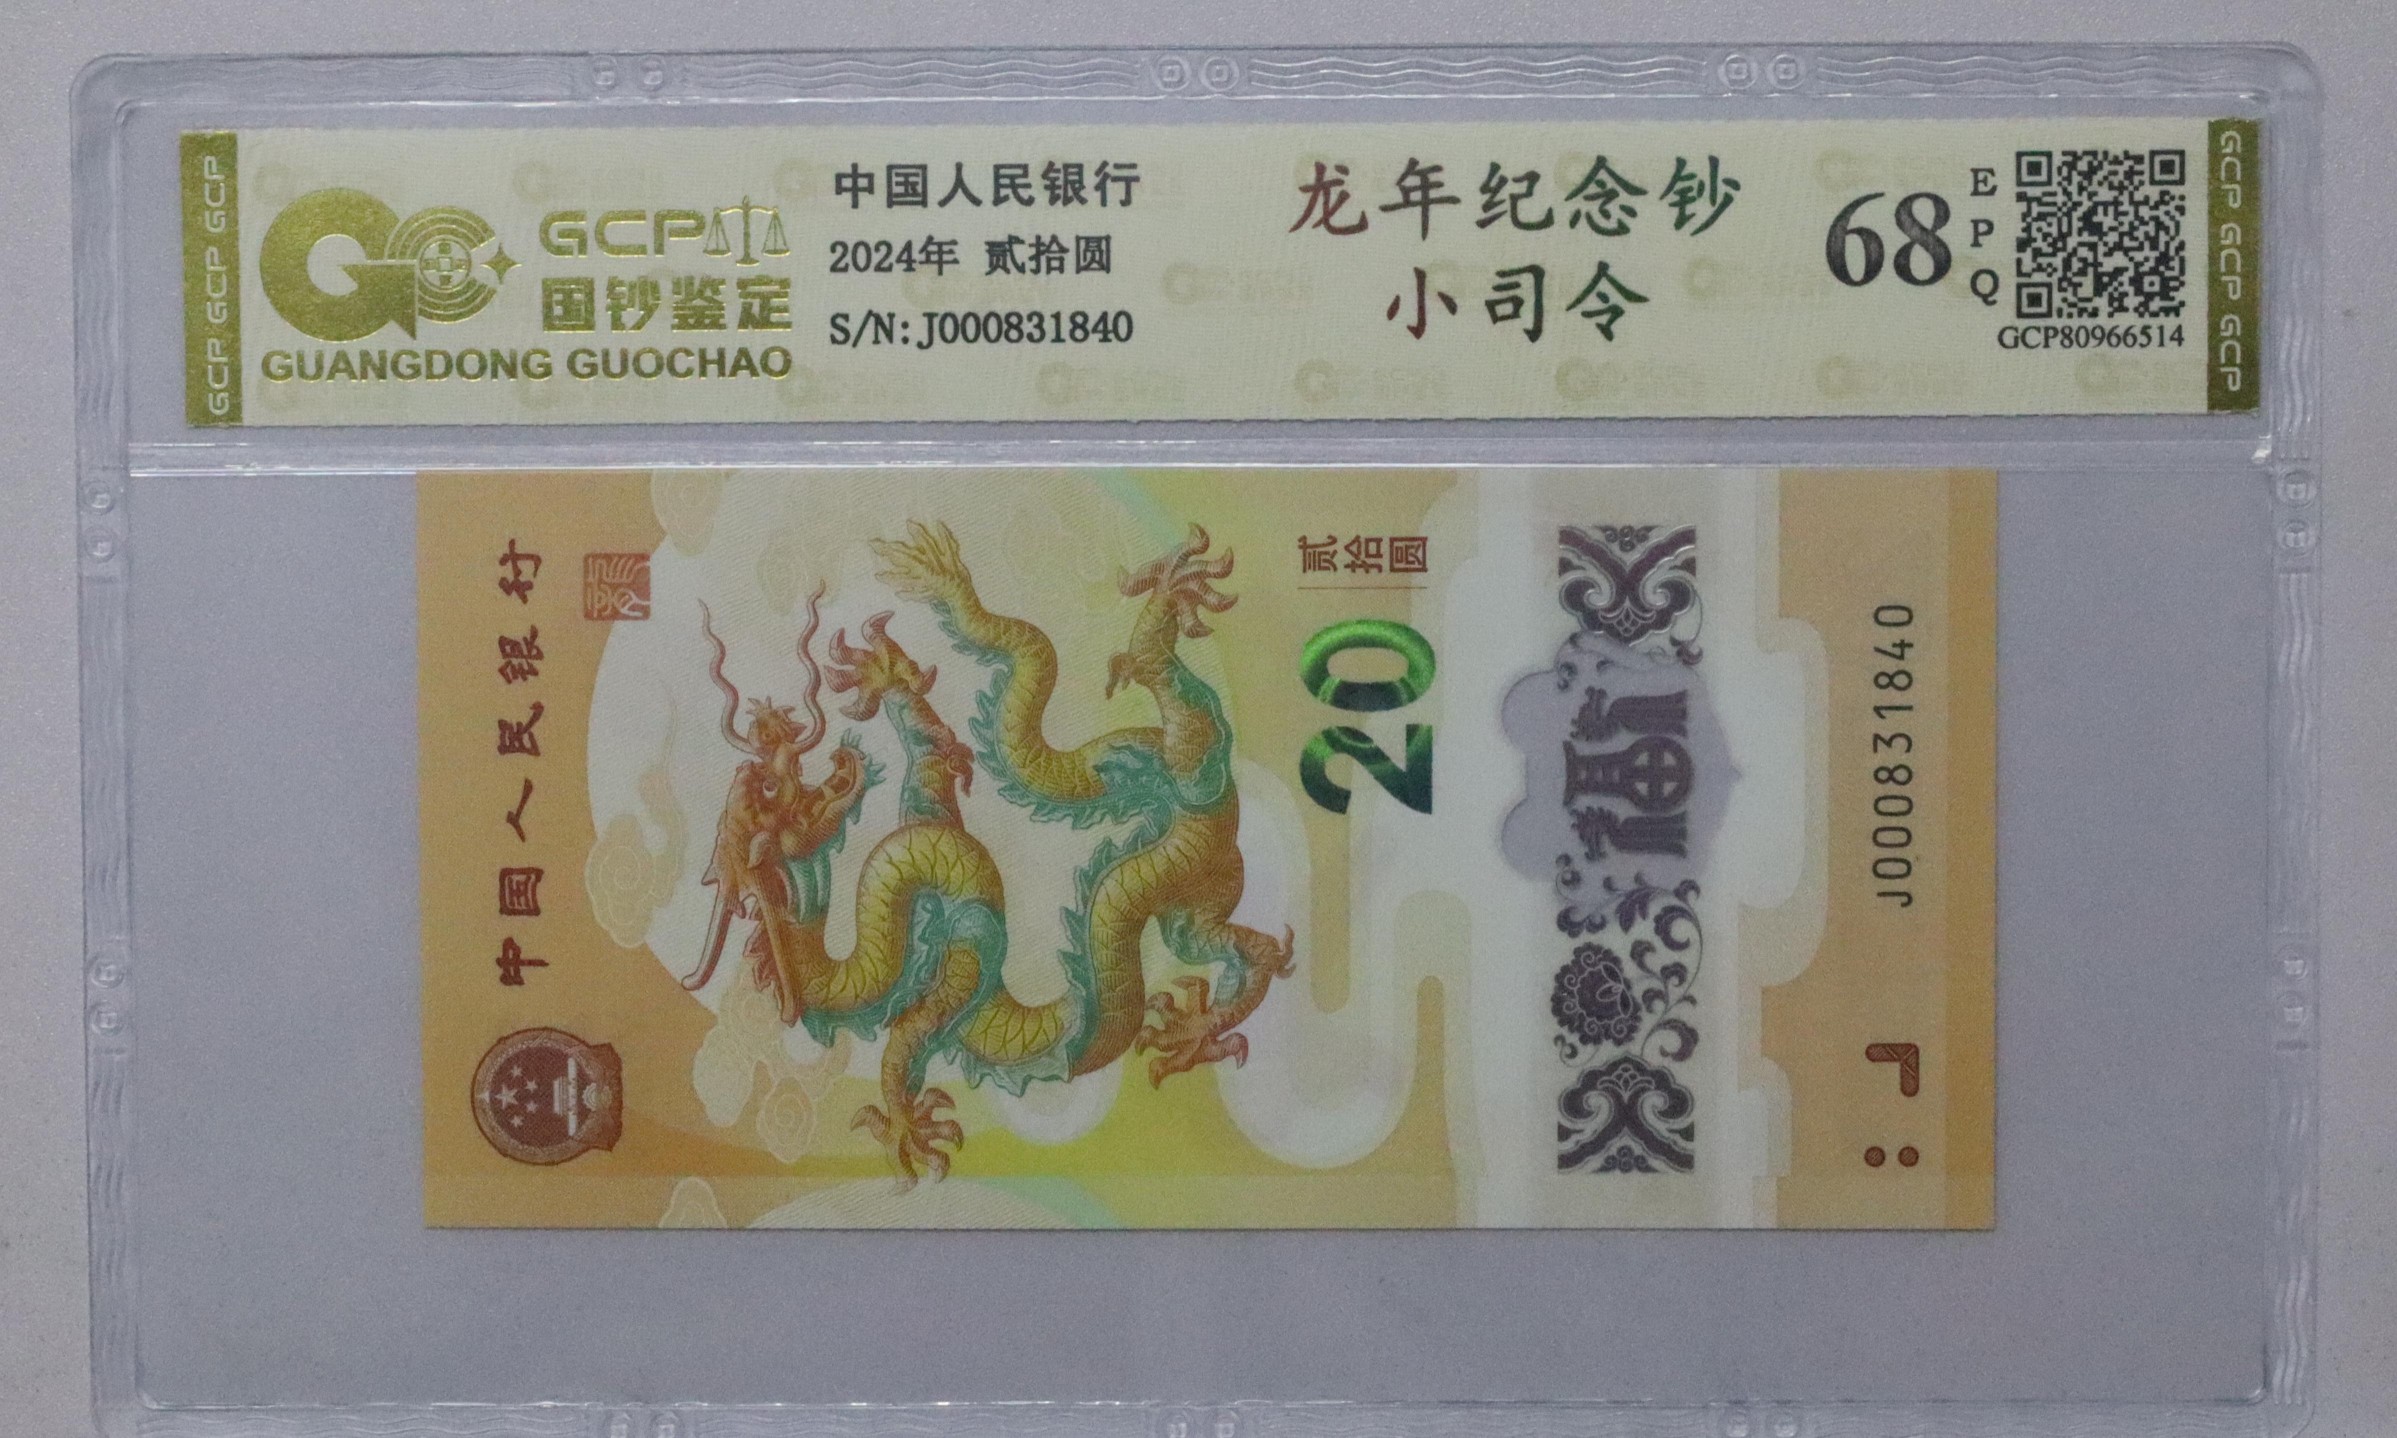 GCP GCP GCP
GCP
国钞鉴定
GUANGDONG GUOCHAO
中国人民银行
2024年 贰拾圆
S/N: J000831840
龙年纪念钞
小司令
68
EPQ
GCP80966514
GCP GCP GCP
中国人民银行
贰拾圆
20
福
J000831840